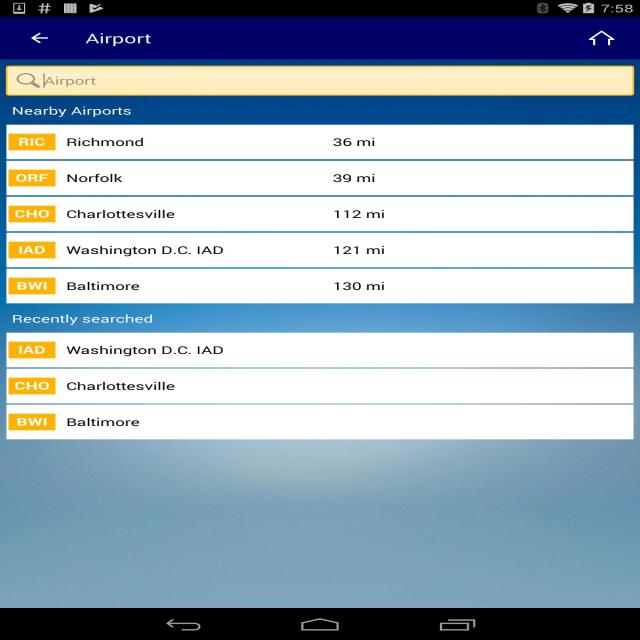 7:58
Airport
Airport
Nearby Airports
RIC Richmond 36 mi
ORF Norfolk 39 mi
CHO Charlottesville 112 mi
IAD Washington D.C. IAD 121 mi
BWI Baltimore 130 mi
Recently searched
IAD Washington D.C. IAD
CHO Charlottesville
BWI Baltimore